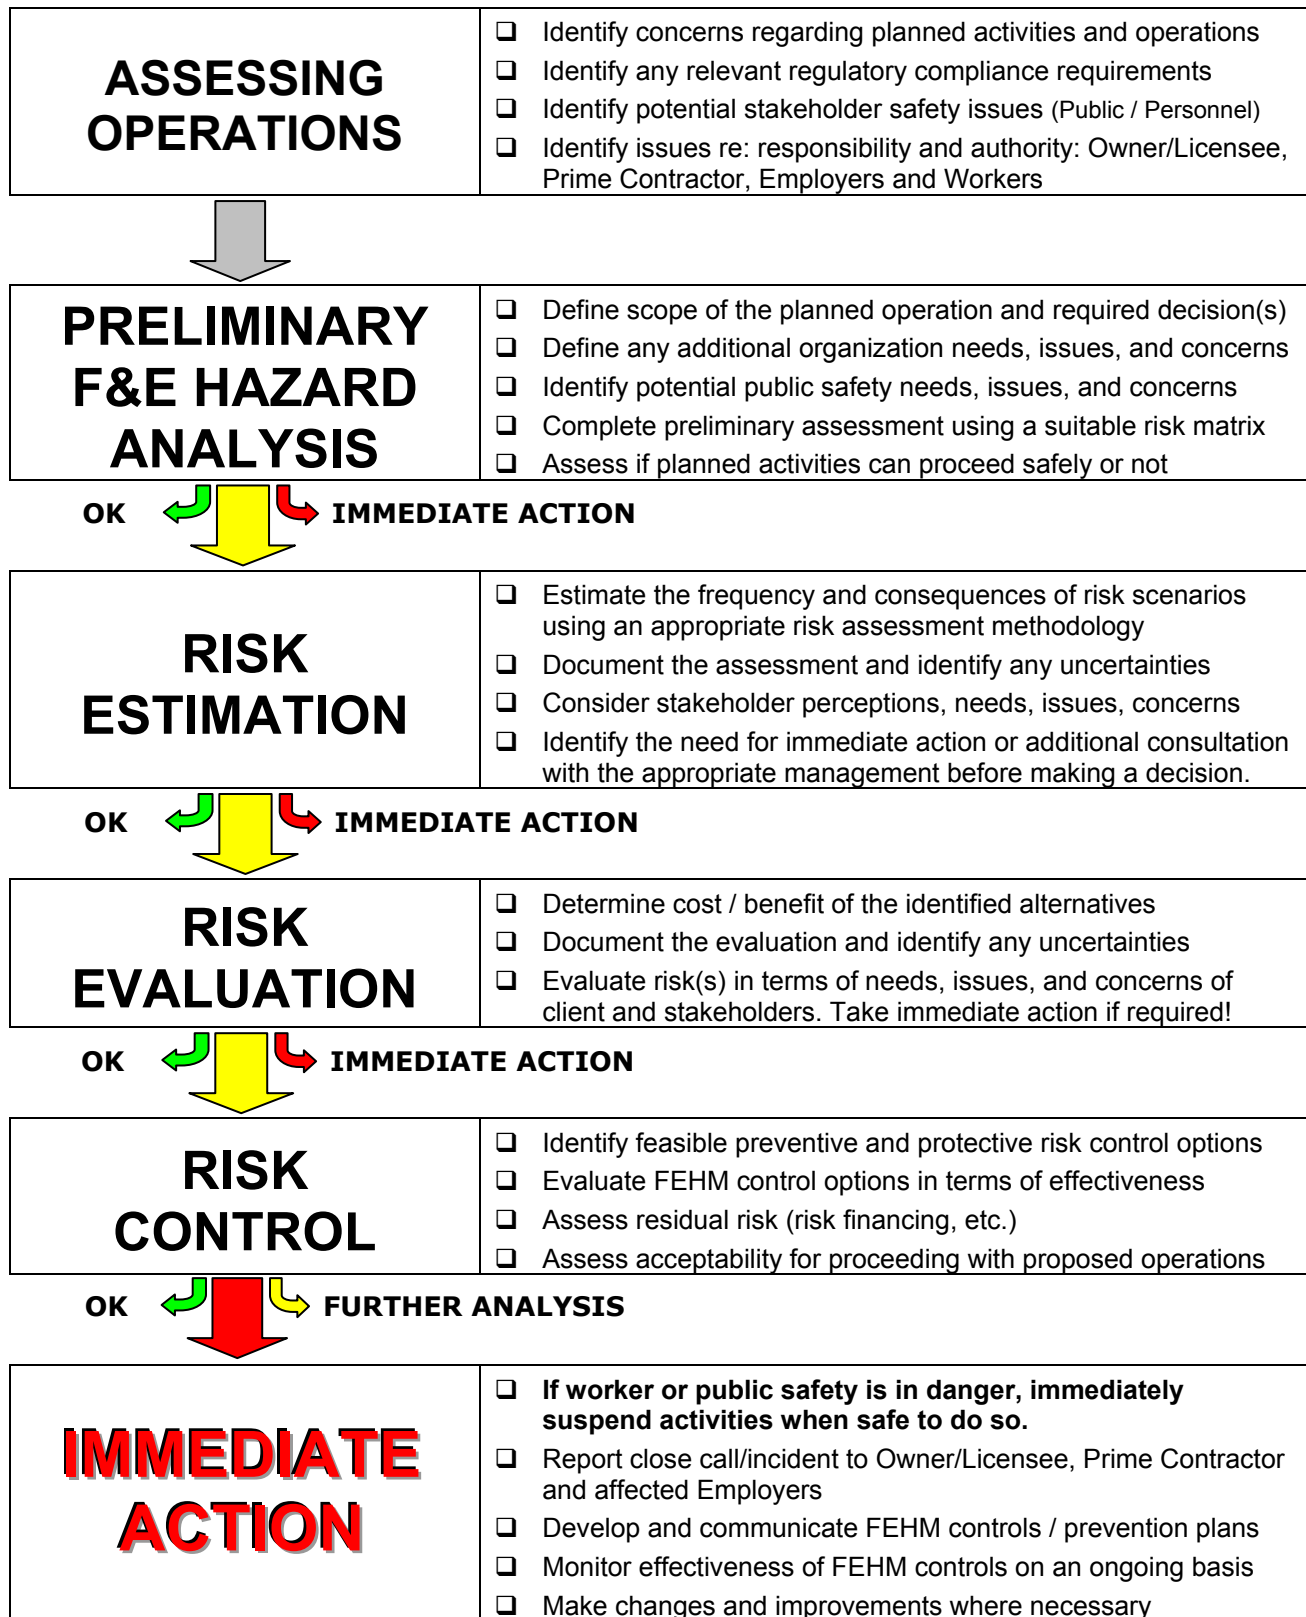 ASSESSING
OPERATIONS
❑ Identify concerns regarding planned activities and operations
❑ Identify any relevant regulatory compliance requirements
❑ Identify potential stakeholder safety issues (Public / Personnel)
❑ Identify issues re: responsibility and authority: Owner/Licensee,
Prime Contractor, Employers and Workers
PRELIMINARY
F&E HAZARD
ANALYSIS
❑ Define scope of the planned operation and required decision(s)
❑ Define any additional organization needs, issues, and concerns
❑ Identify potential public safety needs, issues, and concerns
❑ Complete preliminary assessment using a suitable risk matrix
❑ Assess if planned activities can proceed safely or not
OK IMMEDIATE ACTION
RISK
ESTIMATION
❑ Estimate the frequency and consequences of risk scenarios
using an appropriate risk assessment methodology
❑ Document the assessment and identify any uncertainties
❑ Consider stakeholder perceptions, needs, issues, concerns
❑ Identify the need for immediate action or additional consultation
with the appropriate management before making a decision.
OK IMMEDIATE ACTION
RISK
EVALUATION
❑ Determine cost / benefit of the identified alternatives
❑ Document the evaluation and identify any uncertainties
❑ Evaluate risk(s) in terms of needs, issues, and concerns of
client and stakeholders. Take immediate action if required!
OK IMMEDIATE ACTION
RISK
CONTROL
❑ Identify feasible preventive and protective risk control options
❑ Evaluate FEHM control options in terms of effectiveness
❑ Assess residual risk (risk financing, etc.)
❑ Assess acceptability for proceeding with proposed operations
OK FURTHER ANALYSIS
IMMEDIATE
ACTION
❑ If worker or public safety is in danger, immediately
suspend activities when safe to do so.
❑ Report close call/incident to Owner/Licensee, Prime Contractor
and affected Employers
❑ Develop and communicate FEHM controls / prevention plans
❑ Monitor effectiveness of FEHM controls on an ongoing basis
❑ Make changes and improvements where necessary